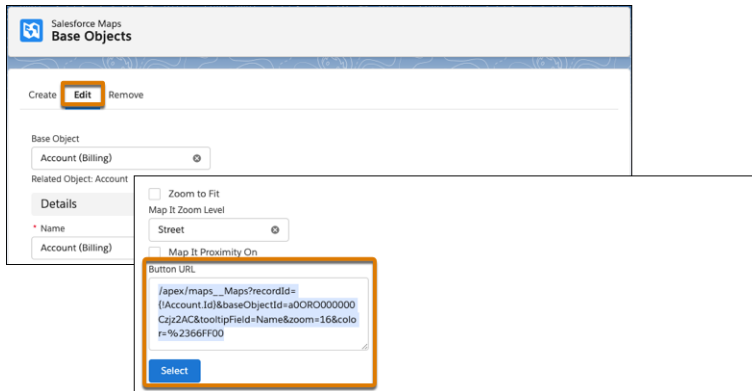 Salesforce Maps
Base Objects
Create Edit Remove
Base Object
Account (Billing)
Related Object: Account
Details
* Name
Account (Billing)
Zoom to Fit
Map It Zoom Level
Street
Map It Proximity On
Button URL
/apex/maps__Maps?recordId=
{!Account.Id}&baseObjectId=a0ORO000000
Czjz2AC&tooltipField=Name&zoom=16&colo
r=%2366FF00
Select